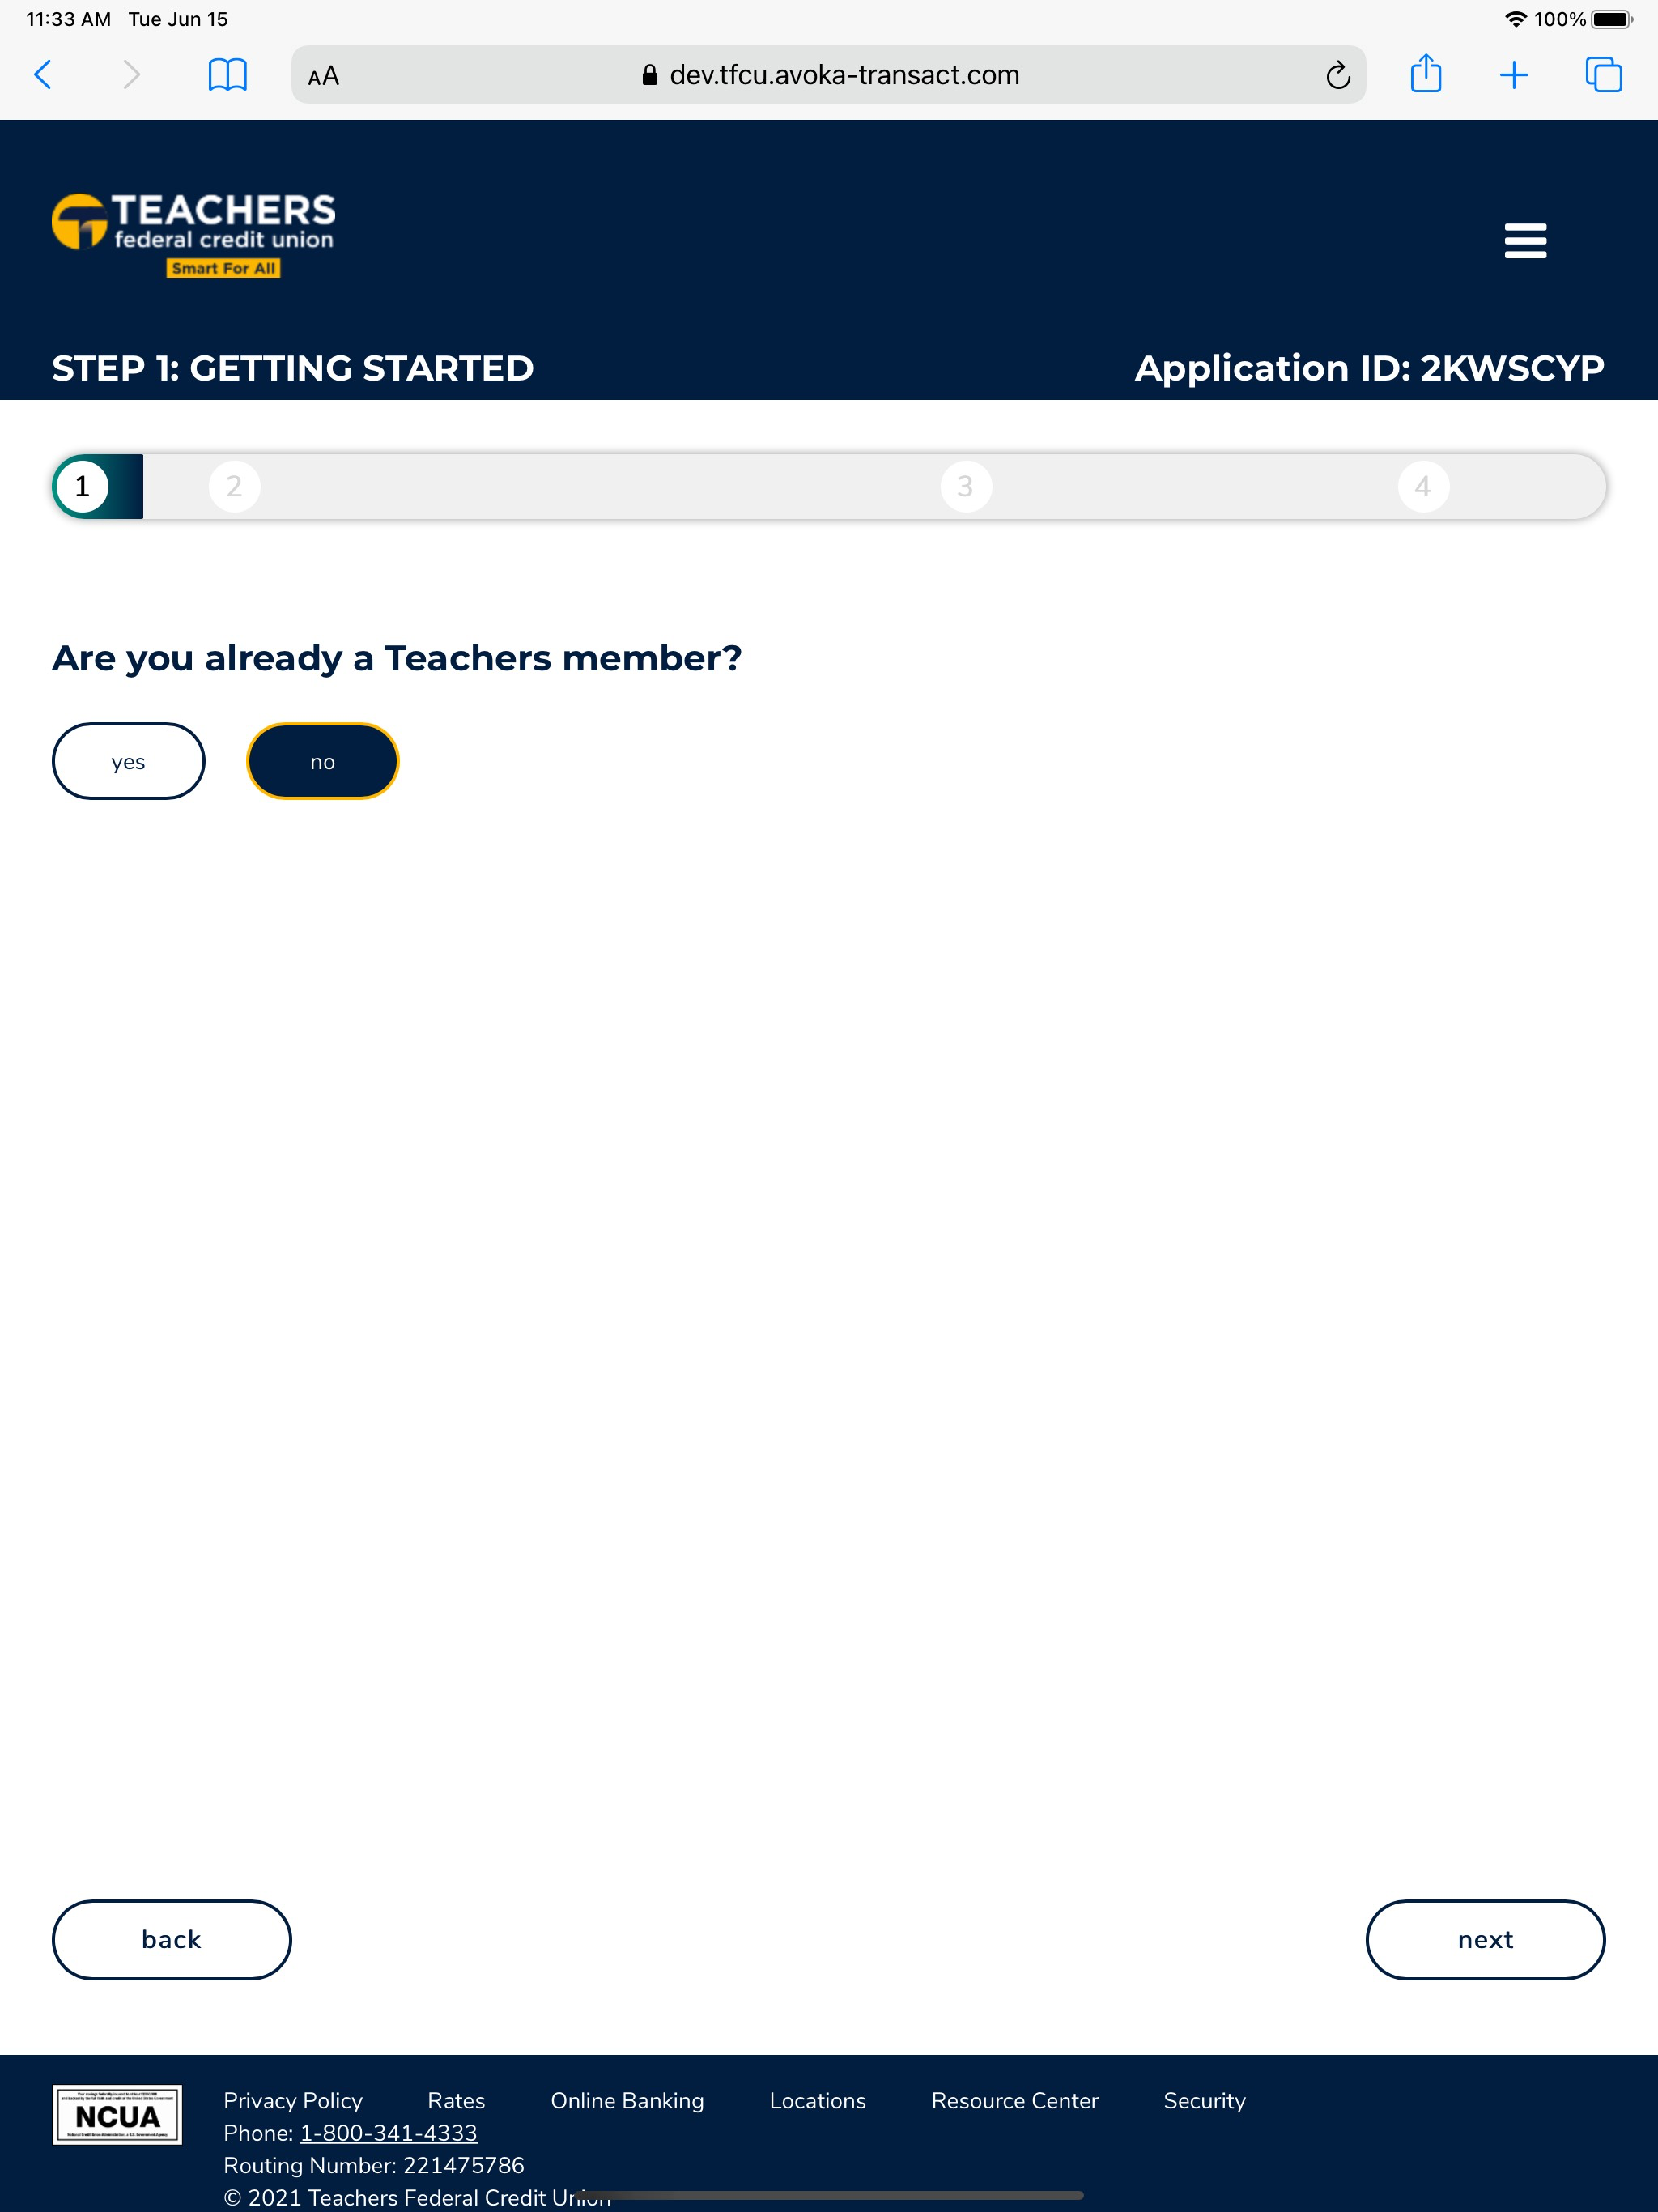 11:33 AM Tue Jun 15 100%
AA dev.tfcu.avoka-transact.com
TEACHERS
federal credit union
Smart For All
STEP 1: GETTING STARTED Application ID: 2KWSCYP
1 2 3 4
Are you already a Teachers member?
yes no
back next
NCUA
Privacy Policy Rates Online Banking Locations Resource Center Security
Phone: 1-800-341-4333
Routing Number: 221475786
© 2021 Teachers Federal Credit Union